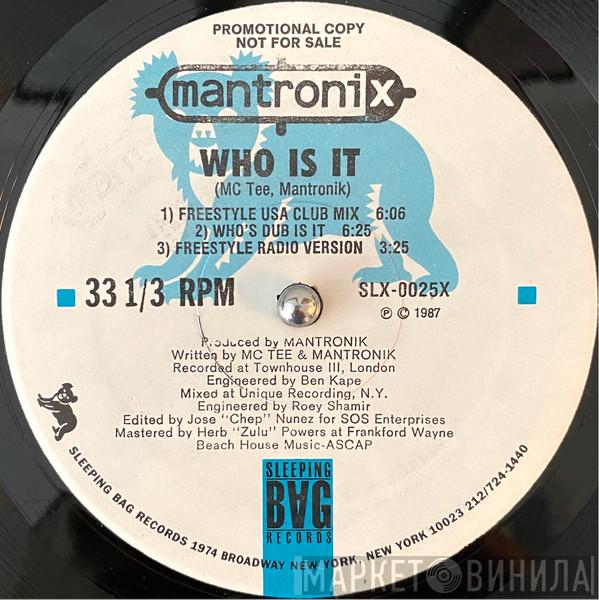 PROMOTIONAL COPY
NOT FOR SALE
mantronix
WHO IS IT
(MC Tee, Mantronik)
1) FREESTYLE USA CLUB MIX 6:06
2) WHO'S DUB IS IT 6:25
3) FREESTYLE RADIO VERSION 3:25
33 1/3 RPM
SLX-0025X
℗ © 1987
Produced by MANTRONIK
Written by MC TEE & MANTRONIK
Recorded at Townhouse III, London
Engineered by Ben Kape
Mixed at Unique Recording, N.Y.
Engineered by Roey Shamir
Edited by Jose "Chep" Nunez for SOS Enterprises
Mastered by Herb "Zulu" Powers at Frankford Wayne
Beach House Music-ASCAP
SLEEPING
BAG
RECORDS
SLEEPING BAG RECORDS 1974 BROADWAY NEW YORK, NEW YORK 10023 212/724-1440
МАРКЕТ ВИНИЛА